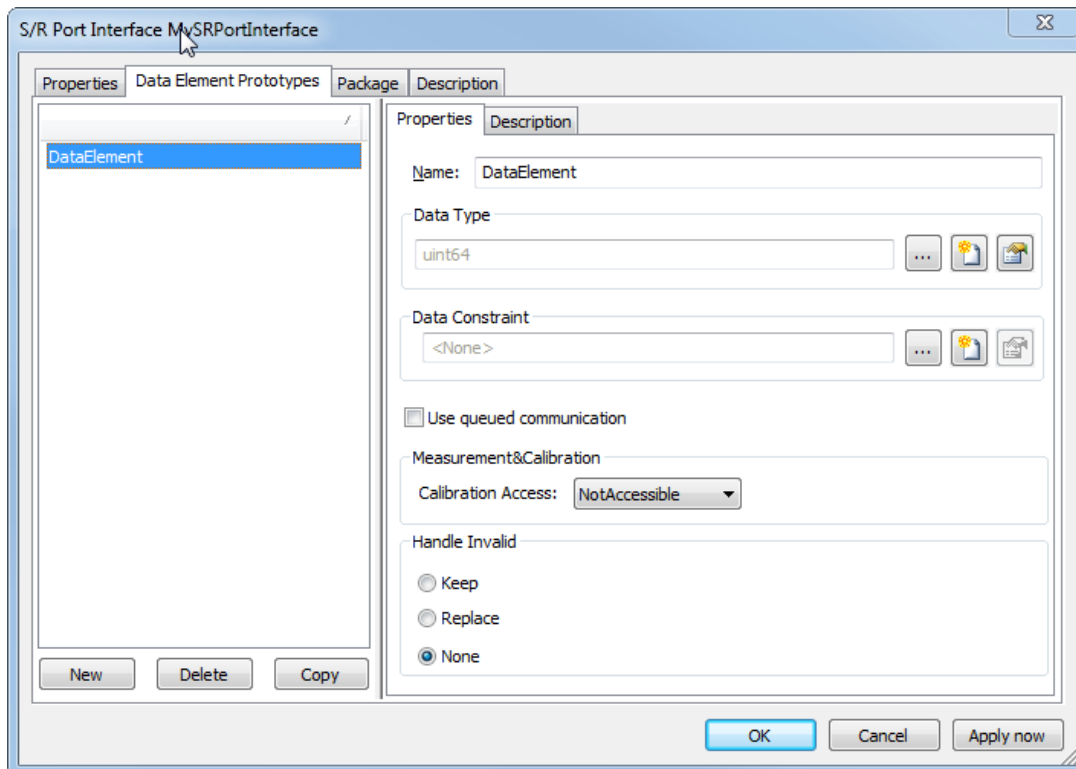 S/R Port Interface MySRPortInterface
Properties
Data Element Prototypes
Package
Description
DataElement
New
Delete
Copy
Properties
Description
Name:
DataElement
Data Type
uint64
...
Data Constraint
<None>
...
Use queued communication
Measurement&Calibration
Calibration Access:
NotAccessible
Handle Invalid
Keep
Replace
None
OK
Cancel
Apply now